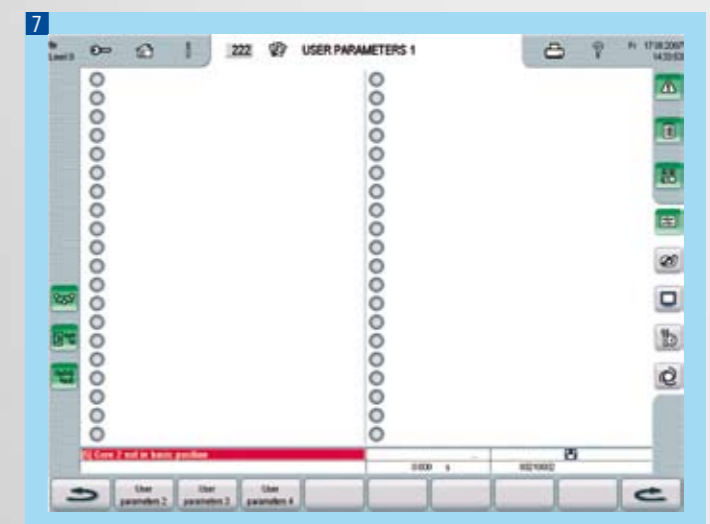 7
Level 0
222 USER PARAMETERS 1
Fr 17.08.2007
14:33:53
Core 2 not in basic position
...
0.000 s
00210002
User parameters 2
User parameters 3
User parameters 4